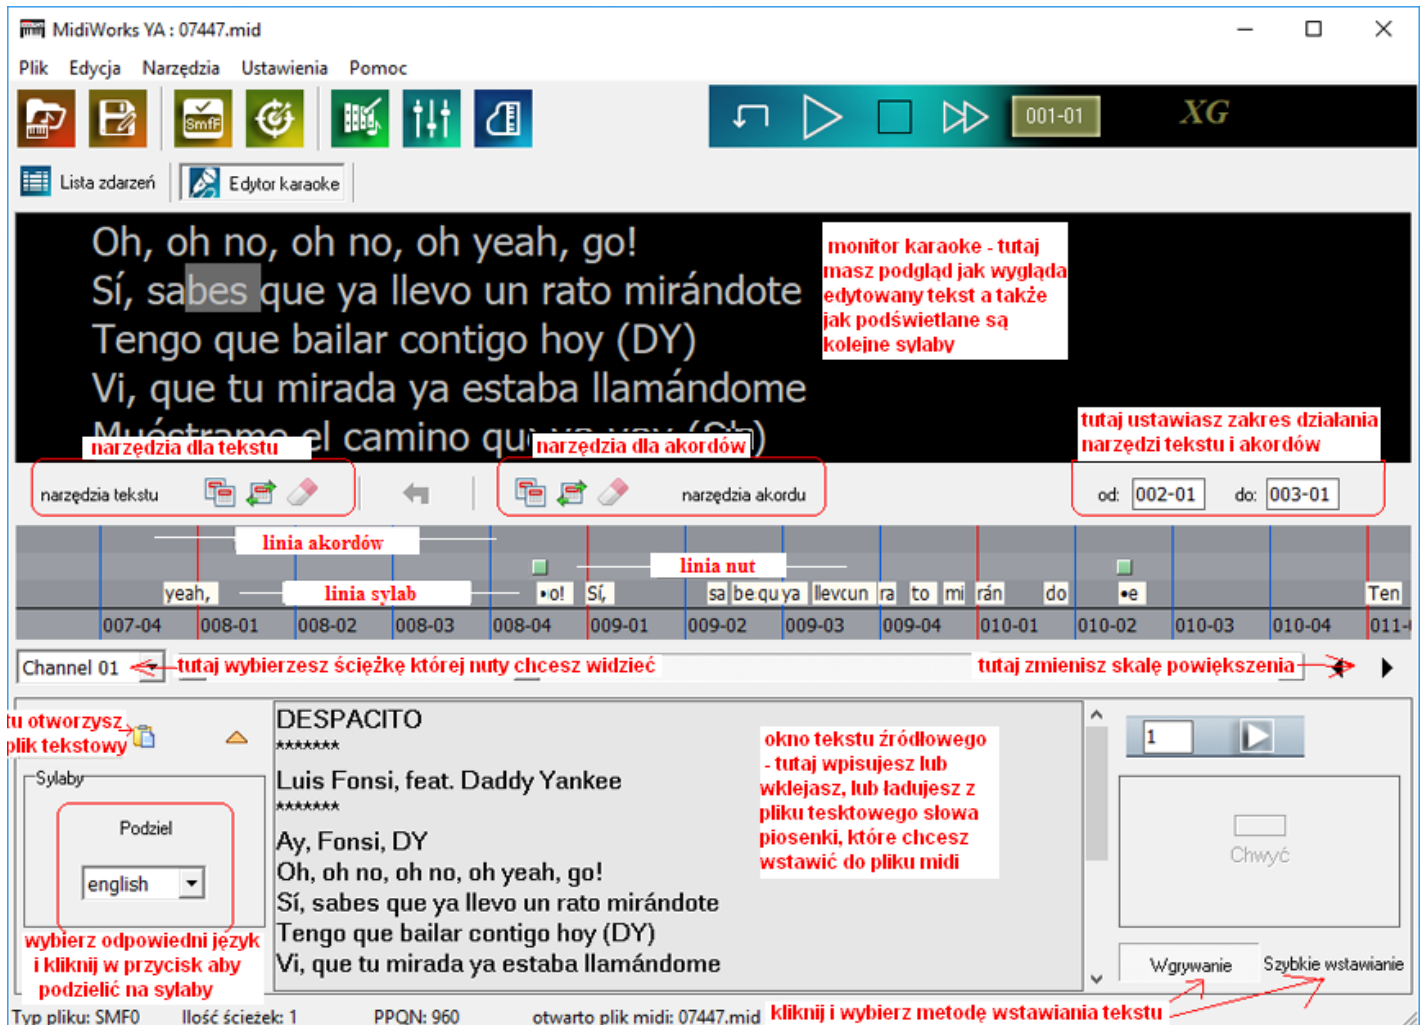 MidiWorks YA : 07447.mid
Plik Edycja Narzędzia Ustawienia Pomoc
SmfF
001-01
XG
Lista zdarzeń
Edytor karaoke
Oh, oh no, oh no, oh yeah, go!
Sí, sabes que ya llevo un rato mirándote
Tengo que bailar contigo hoy (DY)
Vi, que tu mirada ya estaba llamándome
el camino
monitor karaoke - tutaj
masz podgląd jak wygląda
edytowany tekst a także
jak podświetlane są
kolejne sylaby
narzędzia dla tekstu
narzędzia dla akordów
tutaj ustawiasz zakres działania
narzędzi tekstu i akordów
narzędzia tekstu
narzędzia akordu
od: 002-01 do: 003-01
linia akordów
linia nut
yeah,
linia sylab
•o! Sí, sa be qu ya llevc un ra to mi rán do •e Ten
007-04 008-01 008-02 008-03 008-04 009-01 009-02 009-03 009-04 010-01 010-02 010-03 010-04
Channel 01
tutaj wybierzesz ściężkę której nuty chcesz widzieć
tutaj zmienisz skalę powiększenia
tu otworzysz
plik tekstowy
Sylaby
Podziel
english
wybierz odpowiedni język
i kliknij w przycisk aby
podzielić na sylaby
DESPACITO
*******
Luis Fonsi, feat. Daddy Yankee
*******
Ay, Fonsi, DY
Oh, oh no, oh no, oh yeah, go!
Sí, sabes que ya llevo un rato mirándote
Tengo que bailar contigo hoy (DY)
Vi, que tu mirada ya estaba llamándome
okno tekstu źródłowego
- tutaj wpisujesz lub
wklejasz, lub ładujesz z
pliku tesktowego słowa
piosenki, które chcesz
wstawić do pliku midi
1
Chwyć
Wgrywanie
Szybkie wstawianie
kliknij i wybierz metodę wstawiania tekstu
Typ pliku: SMF0 Ilość ścieżek: 1 PPQN: 960 otwarto plik midi: 07447.mid